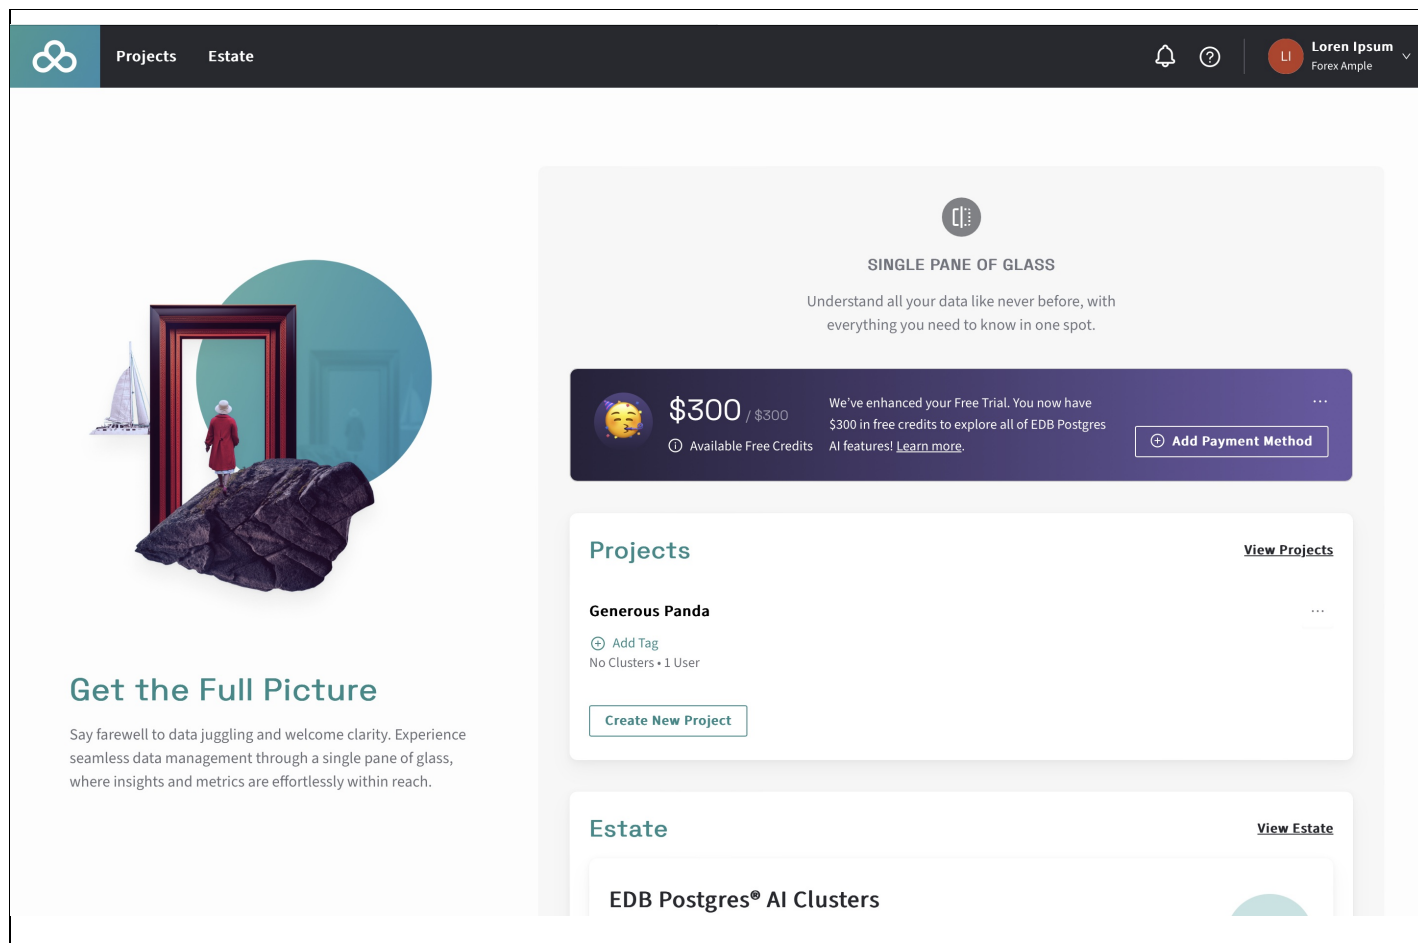 Projects
Estate
LI
Loren Ipsum
Forex Ample
SINGLE PANE OF GLASS
Understand all your data like never before, with
everything you need to know in one spot.
$300 / $300
Available Free Credits
We've enhanced your Free Trial. You now have
$300 in free credits to explore all of EDB Postgres
AI features! Learn more.
Add Payment Method
Projects
View Projects
Generous Panda
Add Tag
No Clusters • 1 User
Create New Project
Get the Full Picture
Say farewell to data juggling and welcome clarity. Experience
seamless data management through a single pane of glass,
where insights and metrics are effortlessly within reach.
Estate
View Estate
EDB Postgres® AI Clusters